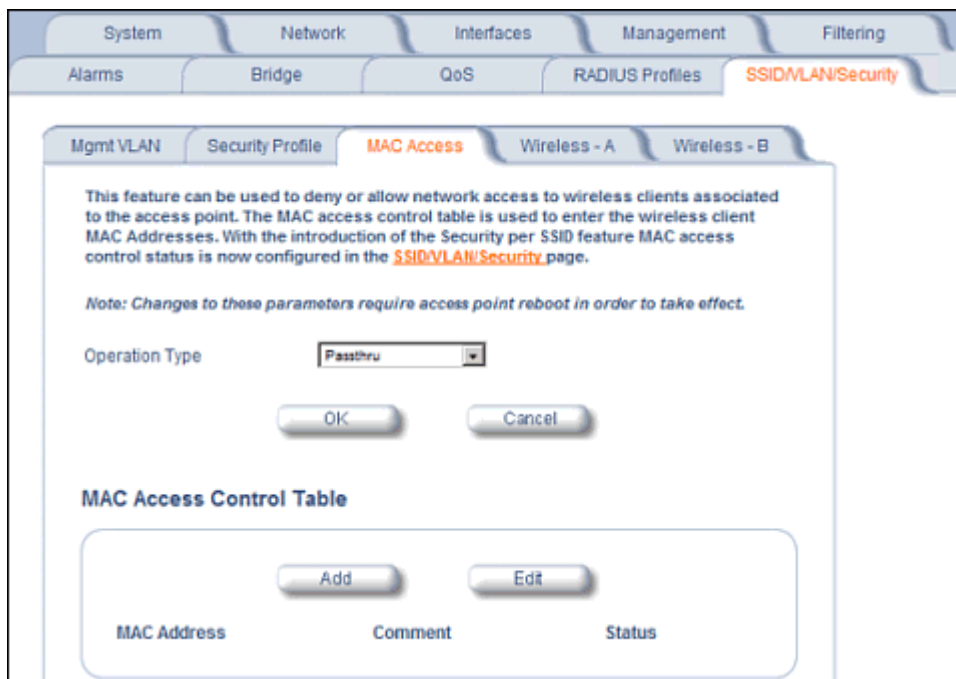 System Network Interfaces Management Filtering
Alarms Bridge QoS RADIUS Profiles SSID/VLAN/Security
Mgmt VLAN Security Profile MAC Access Wireless - A Wireless - B
This feature can be used to deny or allow network access to wireless clients associated
to the access point. The MAC access control table is used to enter the wireless client
MAC Addresses. With the introduction of the Security per SSID feature MAC access
control status is now configured in the SSID/VLAN/Security page.
Note: Changes to these parameters require access point reboot in order to take effect.
Operation Type Passthru
OK Cancel
MAC Access Control Table
Add Edit
MAC Address Comment Status